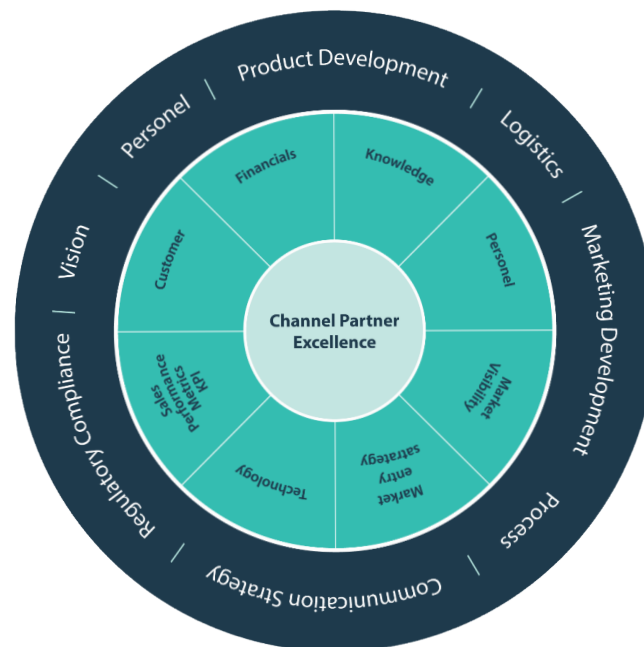 Product Development
Logistics
Marketing Development
Process
Communication Strategy
Regulatory Compliance
Vision
Personel
Knowledge
Personel
Market
Visibility
Market
entry
satrategy
Technology
Sales
Performance
Metrics
KPI
Customer
Financials
Channel Partner
Excellence